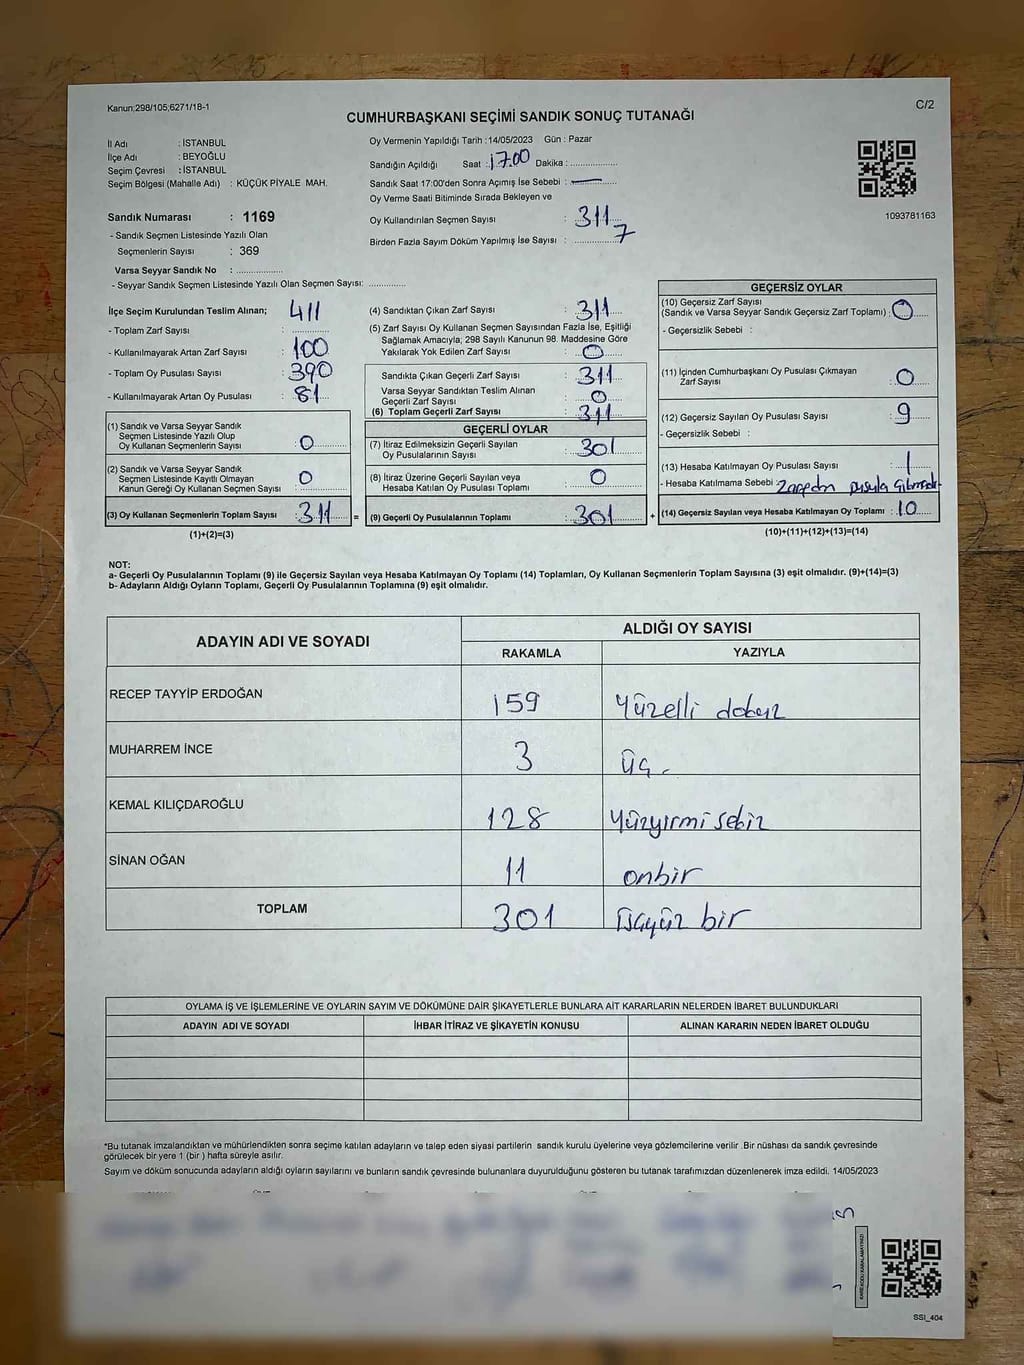 Kanun;298/105;6271/18-1
C/2
CUMHURBAŞKANI SEÇİMİ SANDIK SONUÇ TUTANAĞI
İl Adı : İSTANBUL
İlçe Adı : BEYOĞLU
Seçim Çevresi : İSTANBUL
Seçim Bölgesi (Mahalle Adı) : KÜÇÜK PİYALE MAH.
Oy Vermenin Yapıldığı Tarih :14/05/2023 Gün : Pazar
Sandığın Açıldığı Saat :17.00 Dakika :
Sandık Saat 17:00'den Sonra Açımış İse Sebebi :
Oy Verme Saati Bitiminde Sırada Bekleyen ve
Oy Kullandırılan Seçmen Sayısı : 311
Birden Fazla Sayım Döküm Yapılmış İse Sayısı : 7
1093781163
Sandık Numarası : 1169
- Sandık Seçmen Listesinde Yazılı Olan
Seçmenlerin Sayısı : 369
Varsa Seyyar Sandık No :
- Seyyar Sandık Seçmen Listesinde Yazılı Olan Seçmen Sayısı:
İlçe Seçim Kurulundan Teslim Alınan; 411
- Toplam Zarf Sayısı :
- Kullanılmayarak Artan Zarf Sayısı : 100
- Toplam Oy Pusulası Sayısı : 390
- Kullanılmayarak Artan Oy Pusulası : 81
(1) Sandık ve Varsa Seyyar Sandık
Seçmen Listesinde Yazılı Olup
Oy Kullanan Seçmenlerin Sayısı : 0
(2) Sandık ve Varsa Seyyar Sandık
Seçmen Listesinde Kayıtlı Olmayan
Kanun Gereği Oy Kullanan Seçmen Sayısı : 0
(3) Oy Kullanan Seçmenlerin Toplam Sayısı : 311 =
(1)+(2)=(3)
(4) Sandıktan Çıkan Zarf Sayısı : 311
(5) Zarf Sayısı Oy Kullanan Seçmen Sayısından Fazla İse, Eşitliği
Sağlamak Amacıyla; 298 Sayılı Kanunun 98. Maddesine Göre
Yakılarak Yok Edilen Zarf Sayısı : 0
Sandıkta Çıkan Geçerli Zarf Sayısı : 311
Varsa Seyyar Sandıktan Teslim Alınan
Geçerli Zarf Sayısı : 0
(6) Toplam Geçerli Zarf Sayısı : 311
GEÇERLİ OYLAR
(7) İtiraz Edilmeksizin Geçerli Sayılan
Oy Pusulalarının Sayısı : 301
(8) İtiraz Üzerine Geçerli Sayılan veya
Hesaba Katılan Oy Pusulası Toplamı : 0
(9) Geçerli Oy Pusulalarının Toplamı : 301 +
GEÇERSİZ OYLAR
(10) Geçersiz Zarf Sayısı
(Sandık ve Varsa Seyyar Sandık Geçersiz Zarf Toplamı) : 0
- Geçersizlik Sebebi :
(11) İçinden Cumhurbaşkanı Oy Pusulası Çıkmayan
Zarf Sayısı : 0
(12) Geçersiz Sayılan Oy Pusulası Sayısı : 9
- Geçersizlik Sebebi :
(13) Hesaba Katılmayan Oy Pusulası Sayısı : 1
- Hesaba Katılmama Sebebi : Zarfdan pusula
(14) Geçersiz Sayılan veya Hesaba Katılmayan Oy Toplamı : 10
(10)+(11)+(12)+(13)=(14)
NOT:
a- Geçerli Oy Pusulalarının Toplamı (9) ile Geçersiz Sayılan veya Hesaba Katılmayan Oy Toplamı (14) Toplamları, Oy Kullanan Seçmenlerin Toplam Sayısına (3) eşit olmalıdır. (9)+(14)=(3)
b- Adayların Aldığı Oyların Toplamı, Geçerli Oy Pusulalarının Toplamına (9) eşit olmalıdır.
ADAYIN ADI VE SOYADI ALDIĞI OY SAYISI
RAKAMLA YAZIYLA
RECEP TAYYİP ERDOĞAN 159 Yüzelli dokuz
MUHARREM İNCE 3 üç
KEMAL KILIÇDAROĞLU 128 yüzyirmi sekiz
SİNAN OĞAN 11 onbir
TOPLAM 301 üçyüz bir
OYLAMA İŞ VE İŞLEMLERİNE VE OYLARIN SAYIM VE DÖKÜMÜNE DAİR ŞİKAYETLERLE BUNLARA AİT KARARLARIN NELERDEN İBARET BULUNDUKLARI
ADAYIN ADI VE SOYADI İHBAR İTİRAZ VE ŞİKAYETİN KONUSU ALINAN KARARIN NEDEN İBARET OLDUĞU
*Bu tutanak imzalandıktan ve mühürlendikten sonra seçime katılan adayların ve talep eden siyasi partilerin sandık kurulu üyelerine veya gözlemcilerine verilir .Bir nüshası da sandık çevresinde
görülecek bir yere 1 (bir ) hafta süreyle asılır.
Sayım ve döküm sonucunda adayların aldığı oyların sayılarını ve bunların sandık çevresinde bulunanlara duyurulduğunu gösteren bu tutanak tarafımızdan düzenlenerek imza edildi. 14/05/2023
KAREKODU KARALAMAYINIZ!
SSI_404